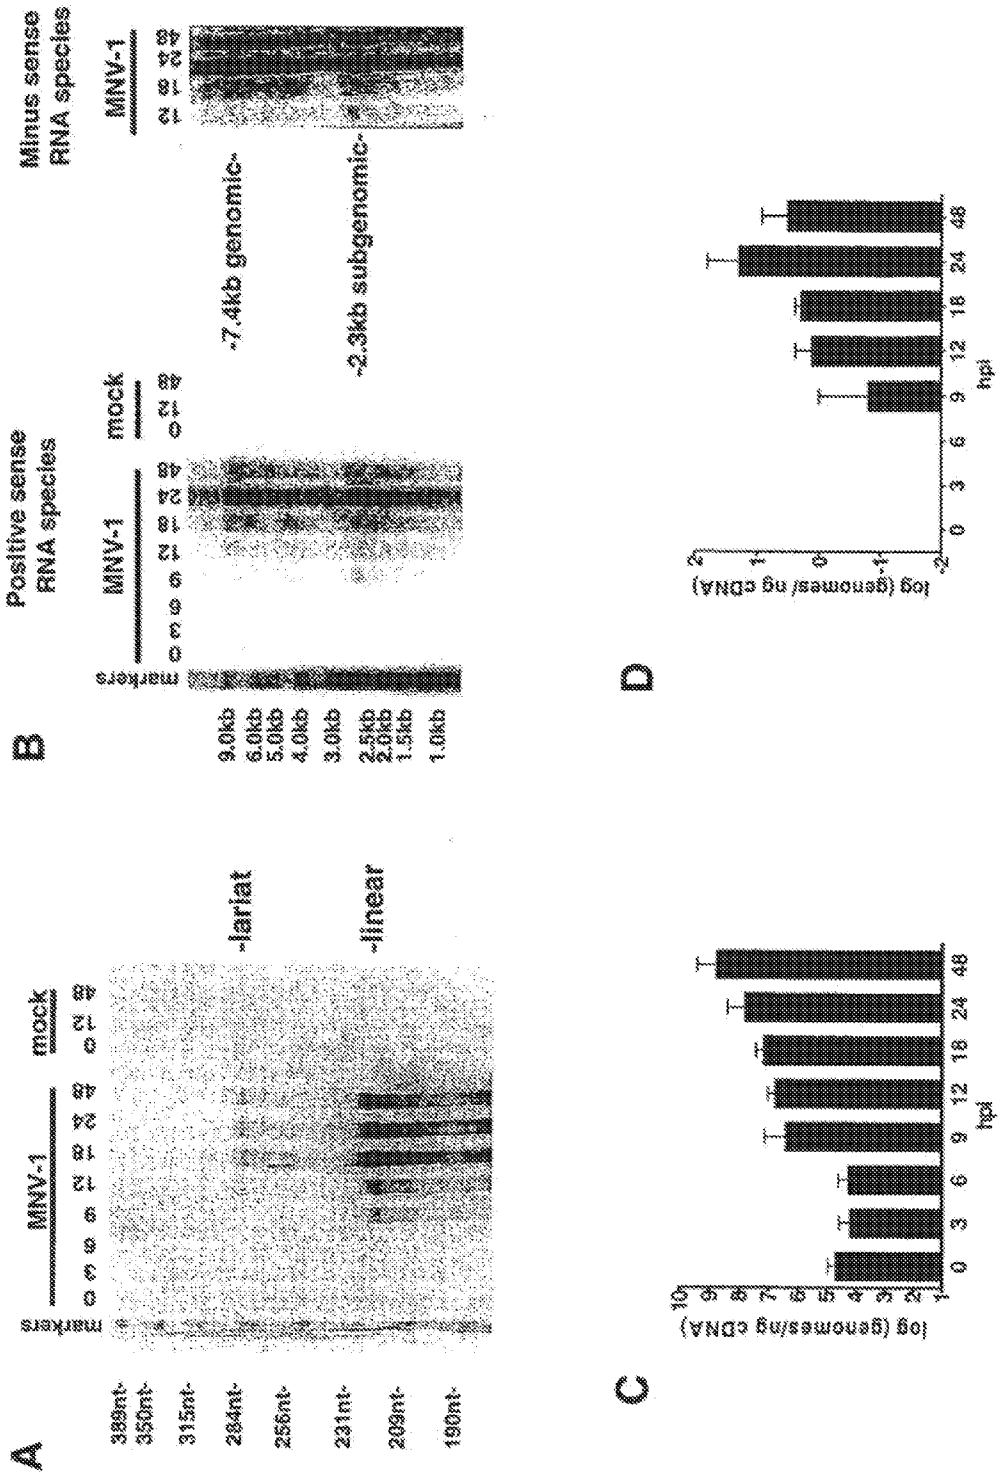 A
MNV-1
mock
markers
0 3 6 9 12 18 24 48
0 12 48
389nt-
350nt-
315nt-
284nt-
256nt-
231nt-
209nt-
190nt-
-lariat
-linear
B
Positive sense
RNA species
Minus sense
RNA species
MNV-1
mock
MNV-1
markers
0 3 6 9 12 18 24 48
0 12 48
12 18 24 48
9.0kb
6.0kb
5.0kb
4.0kb
3.0kb
2.5kb
2.0kb
1.5kb
1.0kb
-7.4kb genomic-
-2.3kb subgenomic-
C
log (genomes/ng cDNA)
10
9
8
7
6
5
4
3
2
1
0 3 6 9 12 18 24 48
hpi
D
log (genomes/ ng cDNA)
2
1
0
-1
-2
0 3 6 9 12 18 24 48
hpi